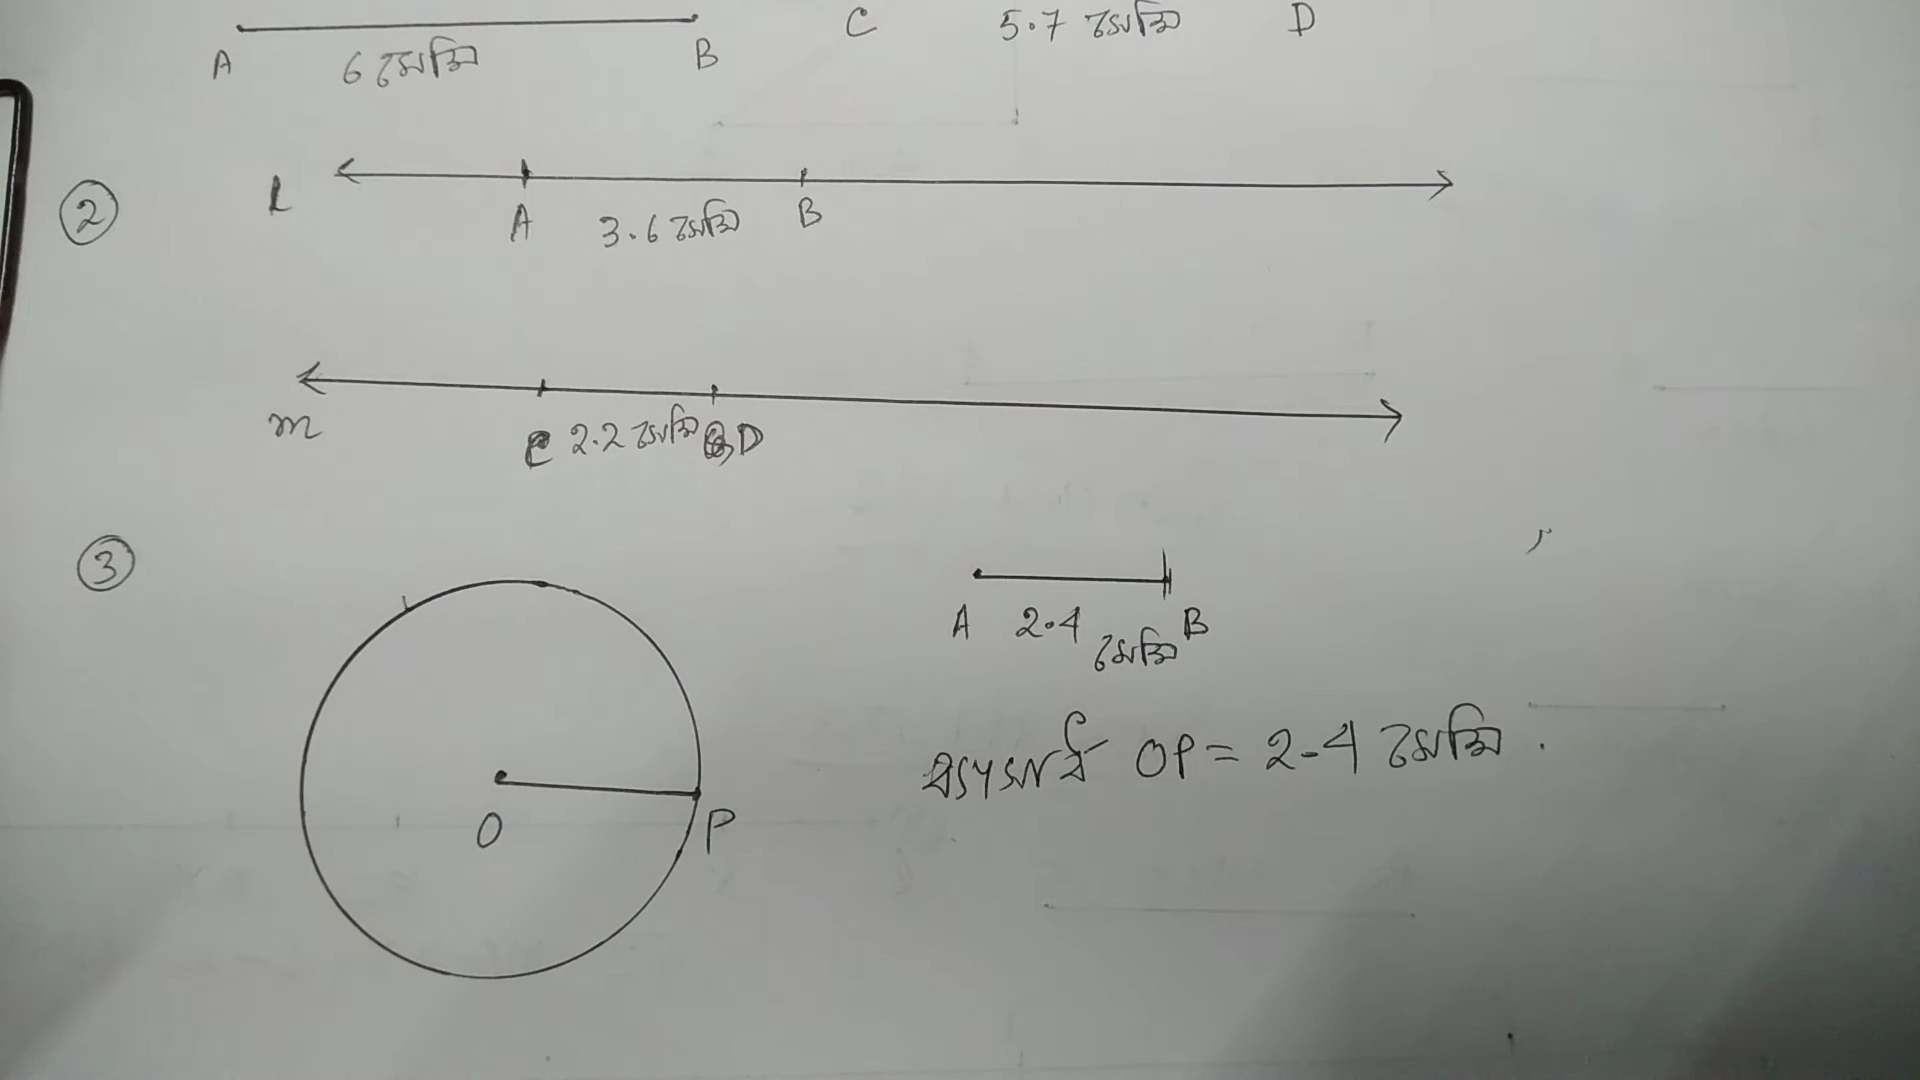 A 6 সেমি B C 5.7 সেমি D
② L A 3.6 সেমি B
m C 2.2 সেমি D
③
A 2.4 সেমি B
ব্যাসার্ধ OP = 2.4 সেমি .
O P